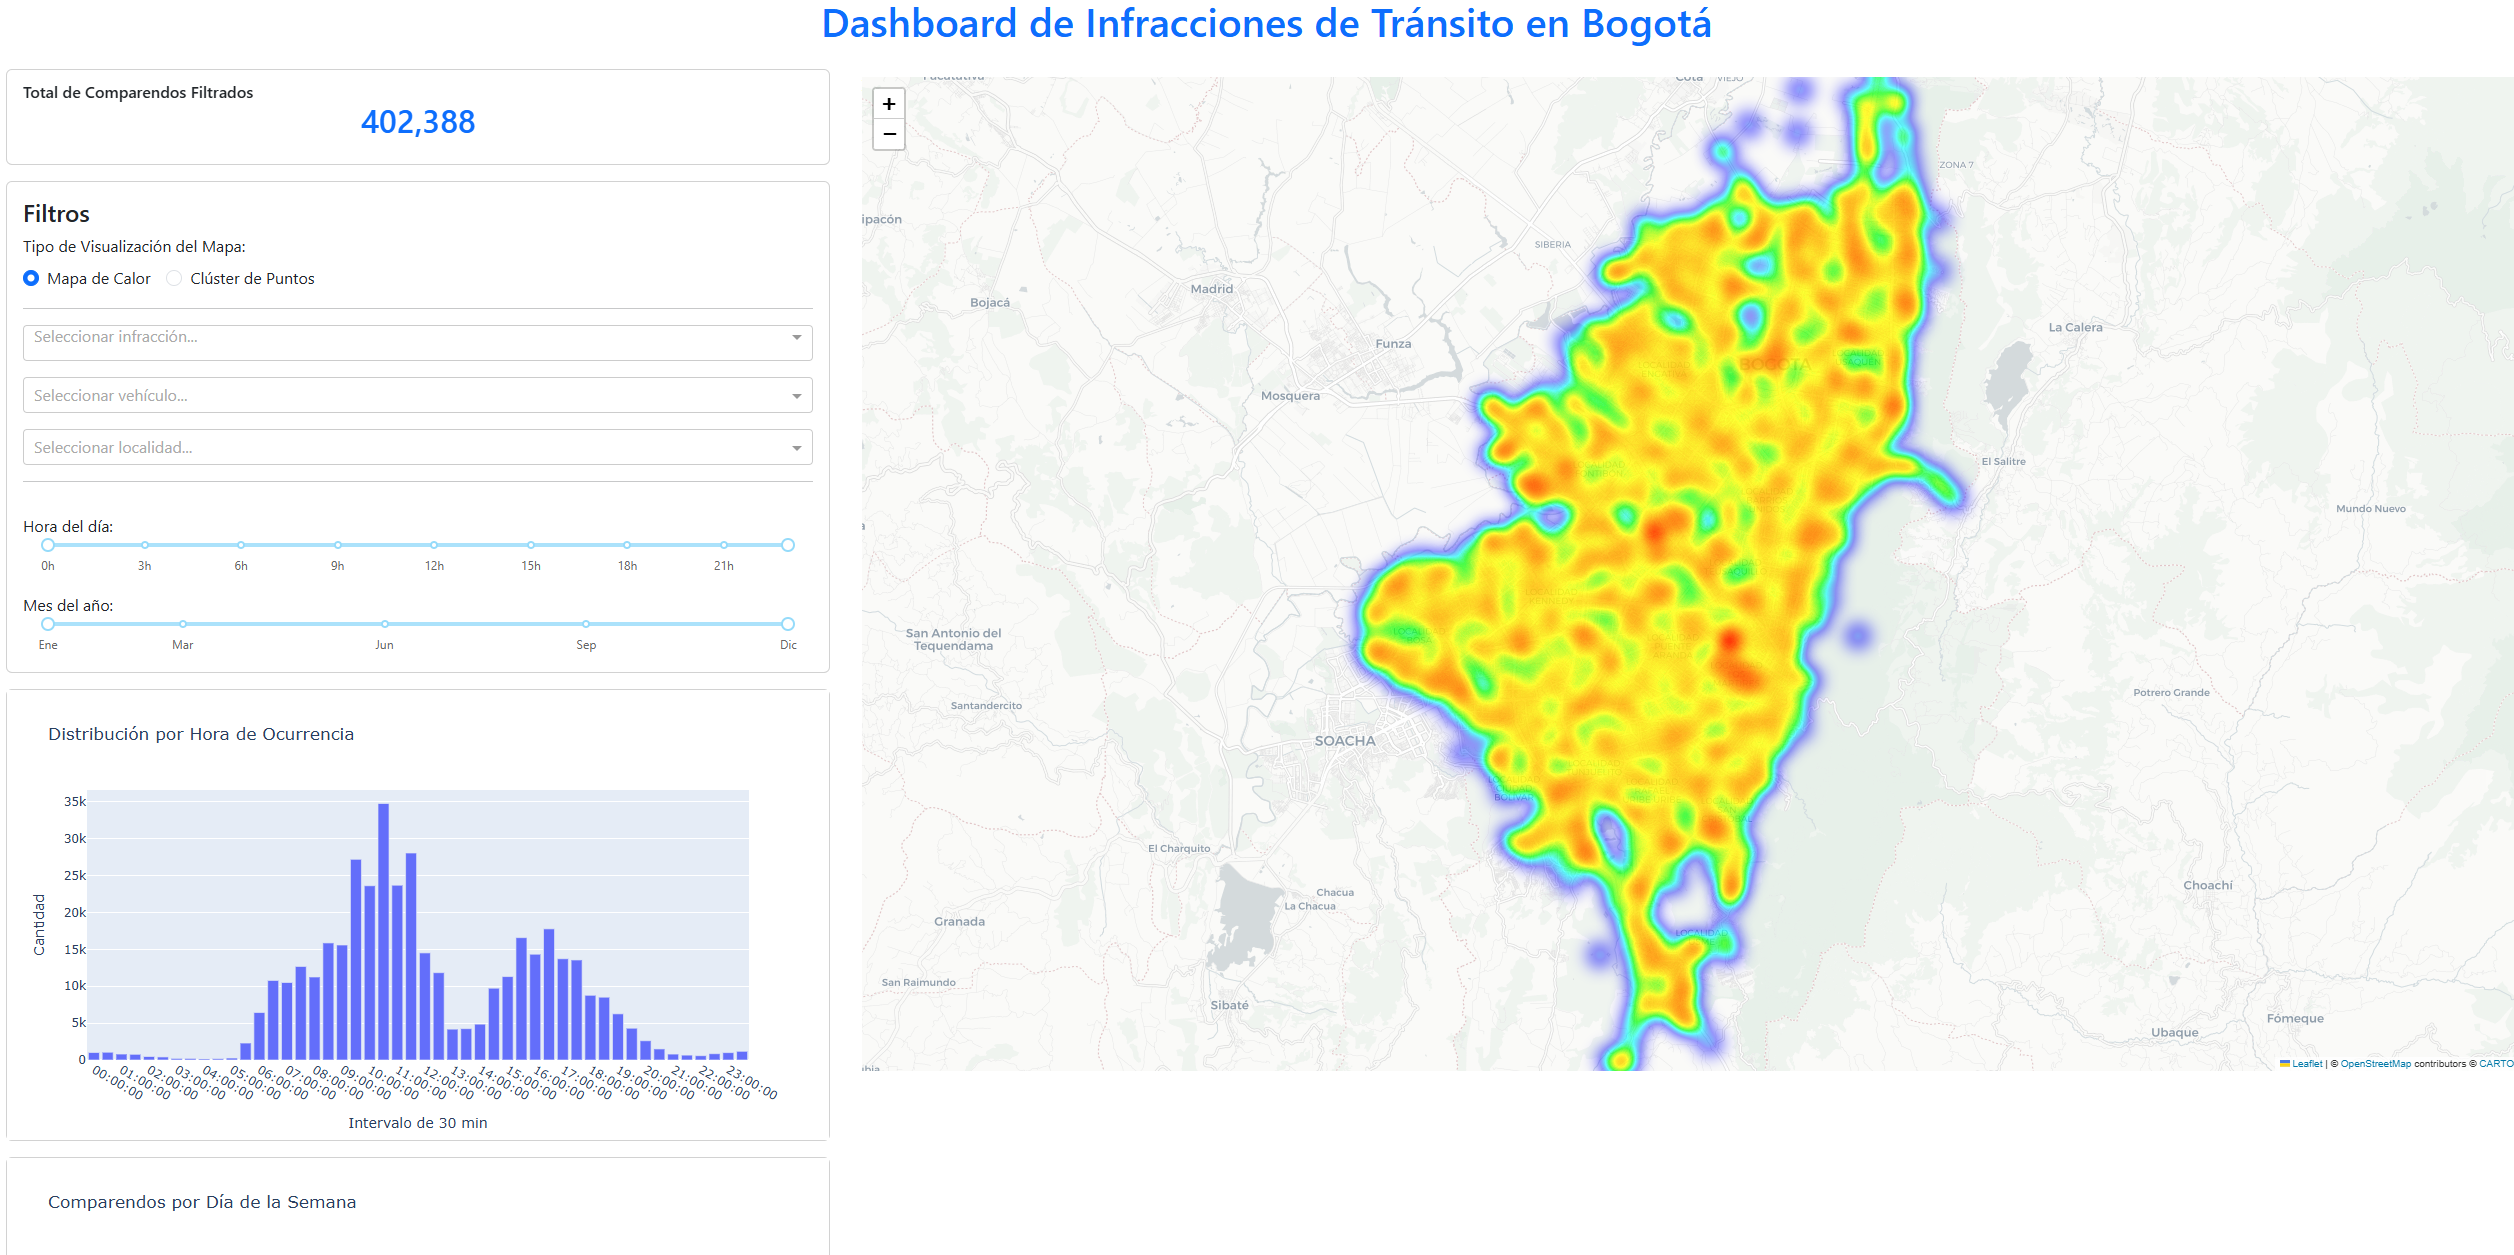 Dashboard de Infracciones de Tránsito en Bogotá
Total de Comparendos Filtrados
402,388
Filtros
Tipo de Visualización del Mapa:
Mapa de Calor
Clúster de Puntos
Seleccionar infracción...
Seleccionar vehículo...
Seleccionar localidad...
Hora del día:
0h 3h 6h 9h 12h 15h 18h 21h
Mes del año:
Ene Mar Jun Sep Dic
Distribución por Hora de Ocurrencia
Cantidad
35k
30k
25k
20k
15k
10k
5k
0
00:00:00 01:00:00 02:00:00 03:00:00 04:00:00 05:00:00 06:00:00 07:00:00 08:00:00 09:00:00 10:00:00 11:00:00 12:00:00 13:00:00 14:00:00 15:00:00 16:00:00 17:00:00 18:00:00 19:00:00 20:00:00 21:00:00 22:00:00 23:00:00
Intervalo de 30 min
Comparendos por Día de la Semana
+
−
Cota
VIEJO
ZONA 7
SIBERIA
Madrid
Bojacá
La Calera
Funza
BOGOTÁ
Mosquera
El Salitre
Mundo Nuevo
San Antonio del
Tequendama
Potrero Grande
Santandercito
SOACHA
LOCALIDAD
CIUDAD
BOLÍVAR
El Charquito
Choachí
Chacua
La Chacua
Granada
LOCALIDAD
San Raimundo
Sibaté
Fómeque
Ubaque
Leaflet | © OpenStreetMap contributors © CARTO